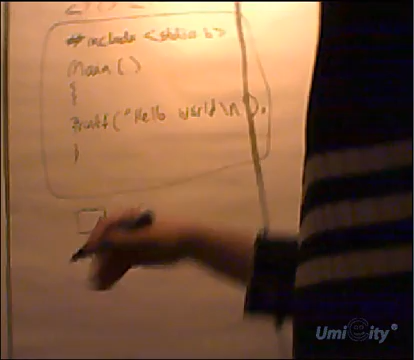 #include <stdio h>
Main()
{
Printf("Hello World\n");
}
UmiCity®